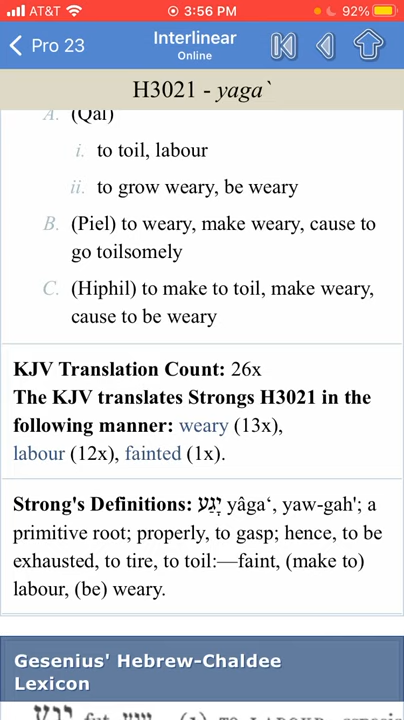 AT&T 3:56 PM 92%
Pro 23 Interlinear
Online
H3021 - yaga`
A. (Qal)
i. to toil, labour
ii. to grow weary, be weary
B. (Piel) to weary, make weary, cause to
go toilsomely
C. (Hiphil) to make to toil, make weary,
cause to be weary
KJV Translation Count: 26x
The KJV translates Strongs H3021 in the
following manner: weary (13x),
labour (12x), fainted (1x).
Strong's Definitions: יָגַע yâgaʻ, yaw-gah'; a
primitive root; properly, to gasp; hence, to be
exhausted, to tire, to toil:—faint, (make to)
labour, (be) weary.
Gesenius' Hebrew-Chaldee
Lexicon